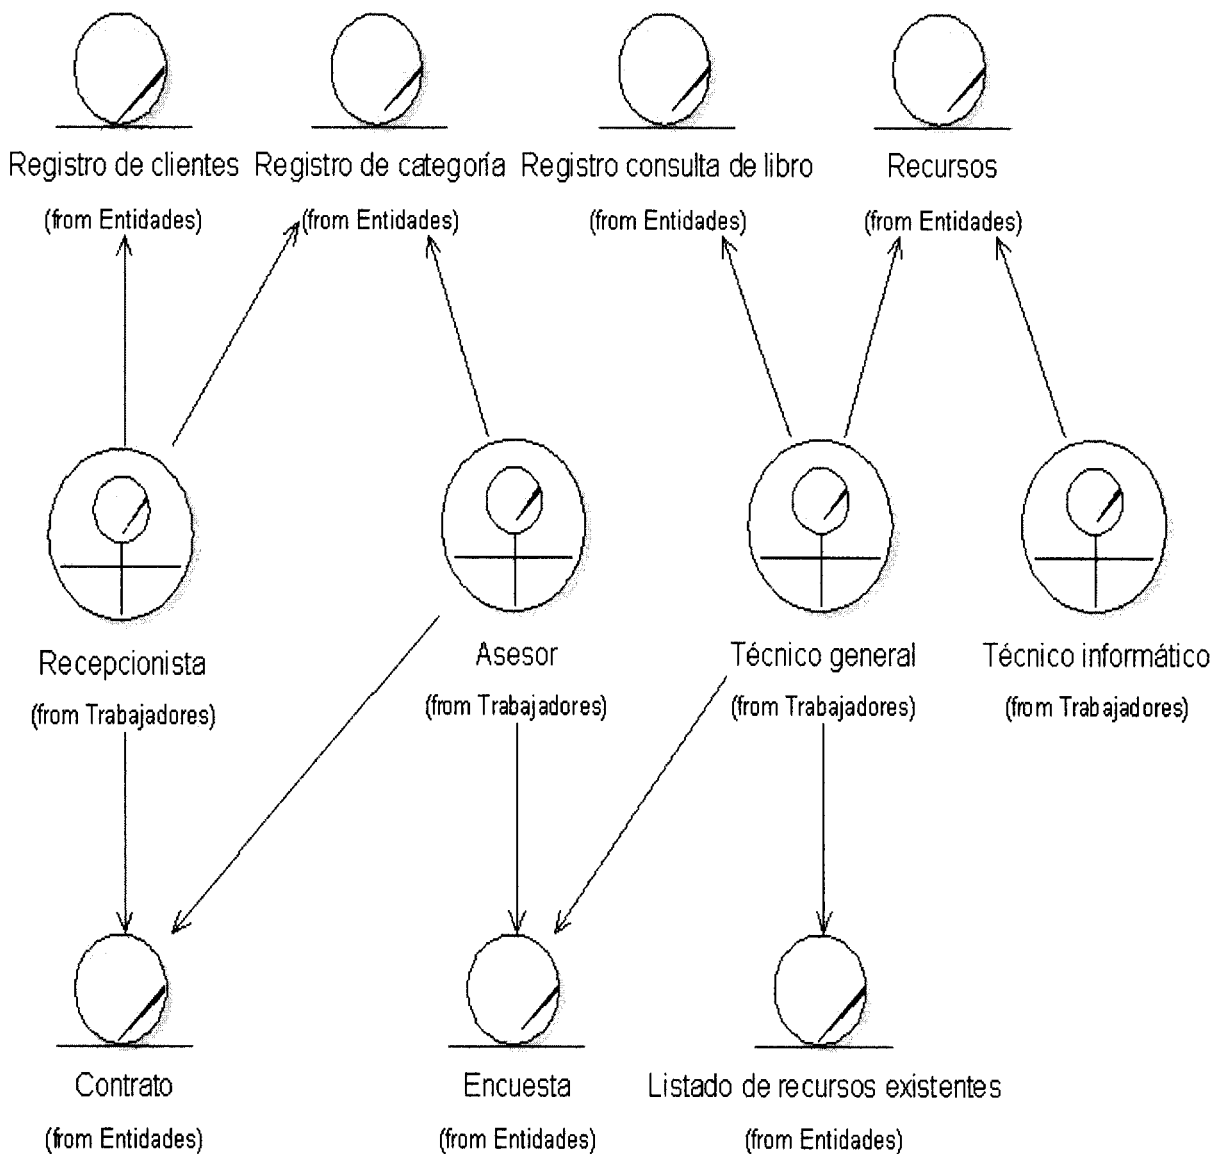 Registro de clientes
(from Entidades)
Registro de categoría
(from Entidades)
Registro consulta de libro
(from Entidades)
Recursos
(from Entidades)
Recepcionista
(from Trabajadores)
Asesor
(from Trabajadores)
Técnico general
(from Trabajadores)
Técnico informático
(from Trabajadores)
Contrato
(from Entidades)
Encuesta
(from Entidades)
Listado de recursos existentes
(from Entidades)